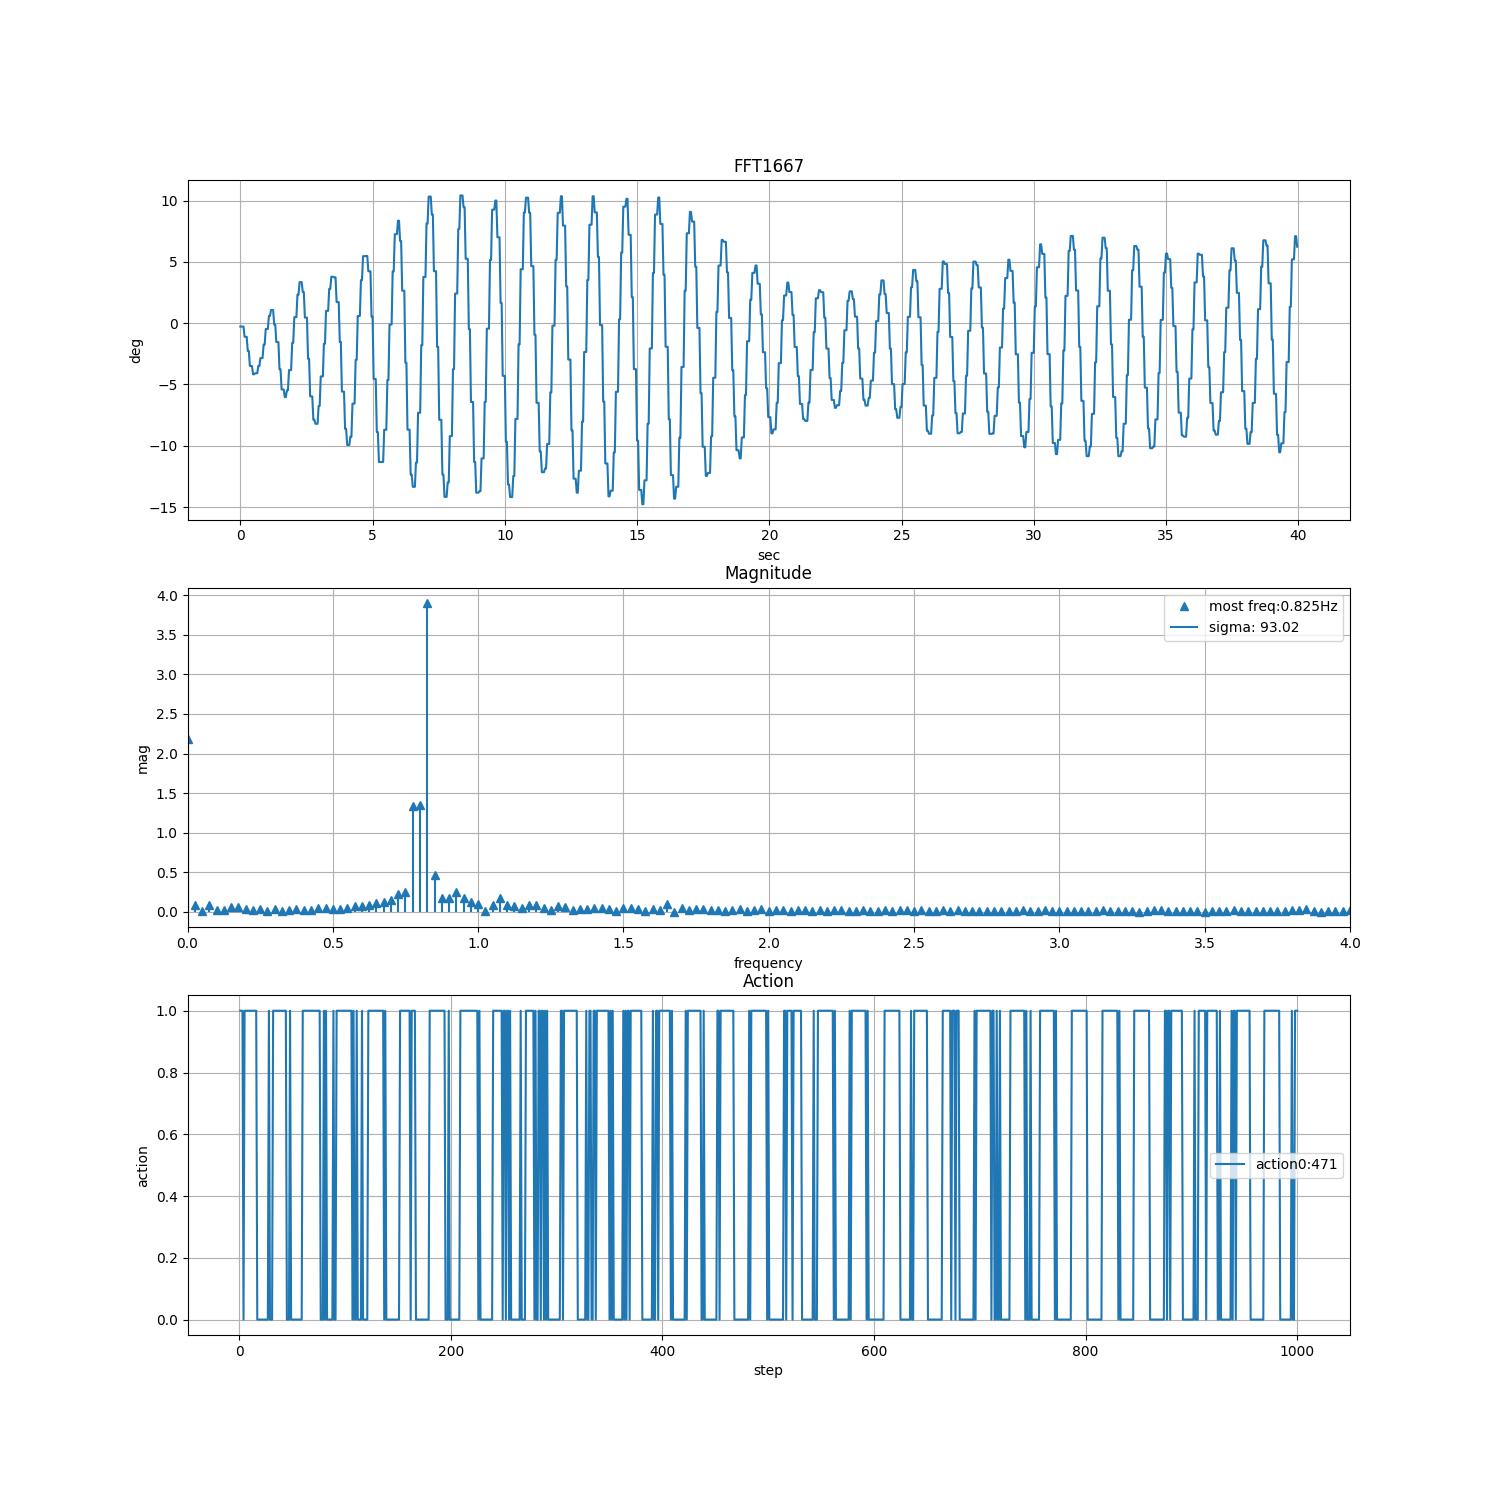 FFT1667
10
5
0
−5
−10
−15
deg
0 5 10 15 20 25 30 35 40
sec
Magnitude
4.0
3.5
3.0
2.5
2.0
1.5
1.0
0.5
0.0
mag
most freq:0.825Hz
sigma: 93.02
0.0 0.5 1.0 1.5 2.0 2.5 3.0 3.5 4.0
frequency
Action
1.0
0.8
0.6
0.4
0.2
0.0
action
action0:471
0 200 400 600 800 1000
step